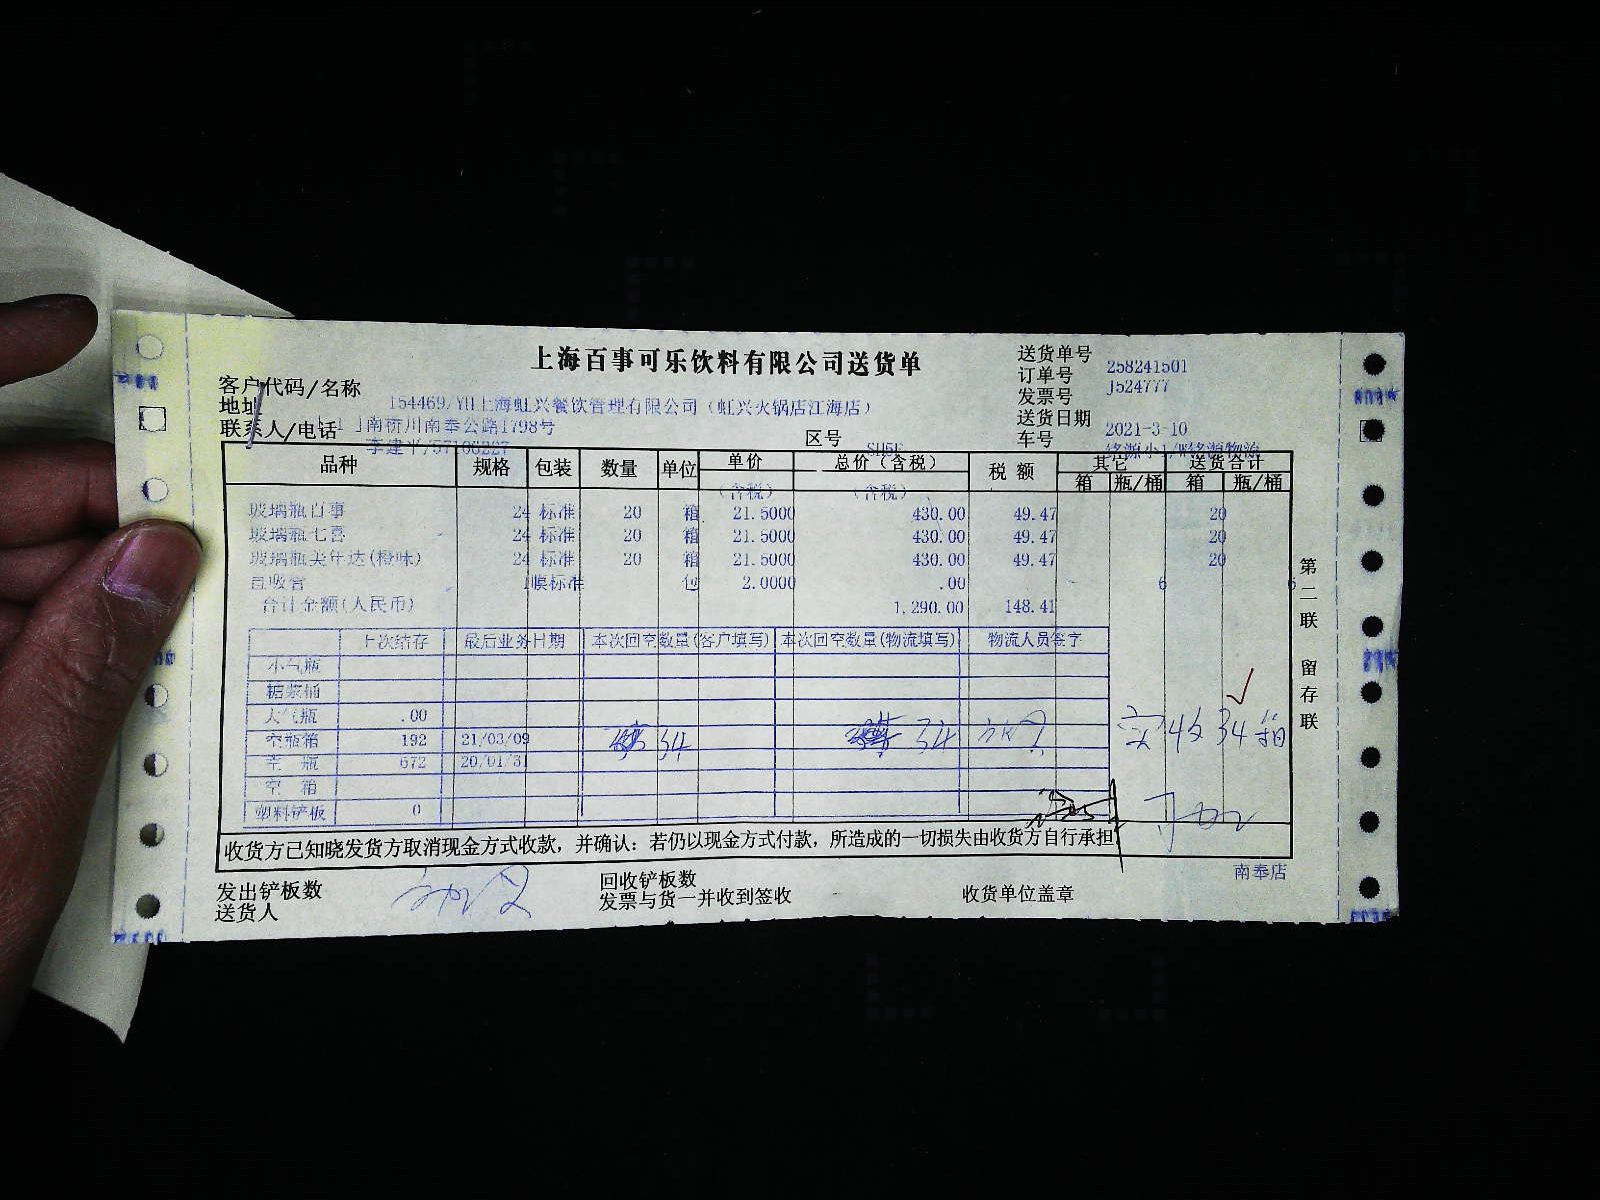 上海百事可乐饮料有限公司送货单
送货单号 258241501
订单号 J524777
发票号
送货日期 2021-3-10
车号
客户代码/名称 154469/YH上海虹兴餐饮管理有限公司（虹兴火锅店江海店）
地址 南奉公路1798号
联系人/电话 李建平/57106227
区号
品种 规格 包装 数量 单位 单价（含税） 总价（含税）（含税） 税额 其它 送货合计
箱 瓶/桶 箱 瓶/桶
玻璃瓶百事 24 标准 20 箱 21.5000 430.00 49.47 20
玻璃瓶七喜 24 标准 20 箱 21.5000 430.00 49.47 20
玻璃瓶美年达(橙味) 24 标准 20 箱 21.5000 430.00 49.47 20
吸管 1 膜标准 包 2.0000 .00 6 6
合计金额(人民币) 1,290.00 148.41
上次结存 最后业务日期 本次回空数量(客户填写) 本次回空数量(物流填写) 物流人员签字
小气瓶
糖浆桶
大气瓶 .00
空瓶箱 192 21/03/09 34 34
空瓶 672 20/01/31
空箱
塑料铲板 0
实收34箱
收货方已知晓发货方取消现金方式收款，并确认：若仍以现金方式付款，所造成的一切损失由收货方自行承担
南奉店
发出铲板数 回收铲板数
送货人 发票与货一并收到签收 收货单位盖章
第二联 留存联